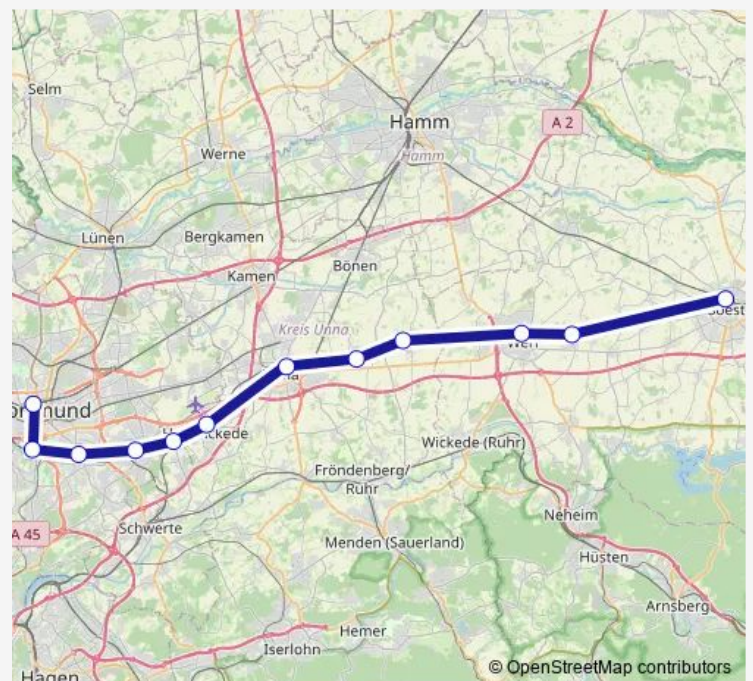 Selm
Hamm
A 2
Werne
Hamm
Lünen
Bergkamen
Bönen
Kamen
Kreis Unna
Wickede (Ruhr)
Fröndenberg/
Ruhr
A 45
Schwerte
Neheim
Menden (Sauerland)
Hüsten
Arnsberg
Hemer
Iserlohn
Hagen
© OpenStreetMap contributors